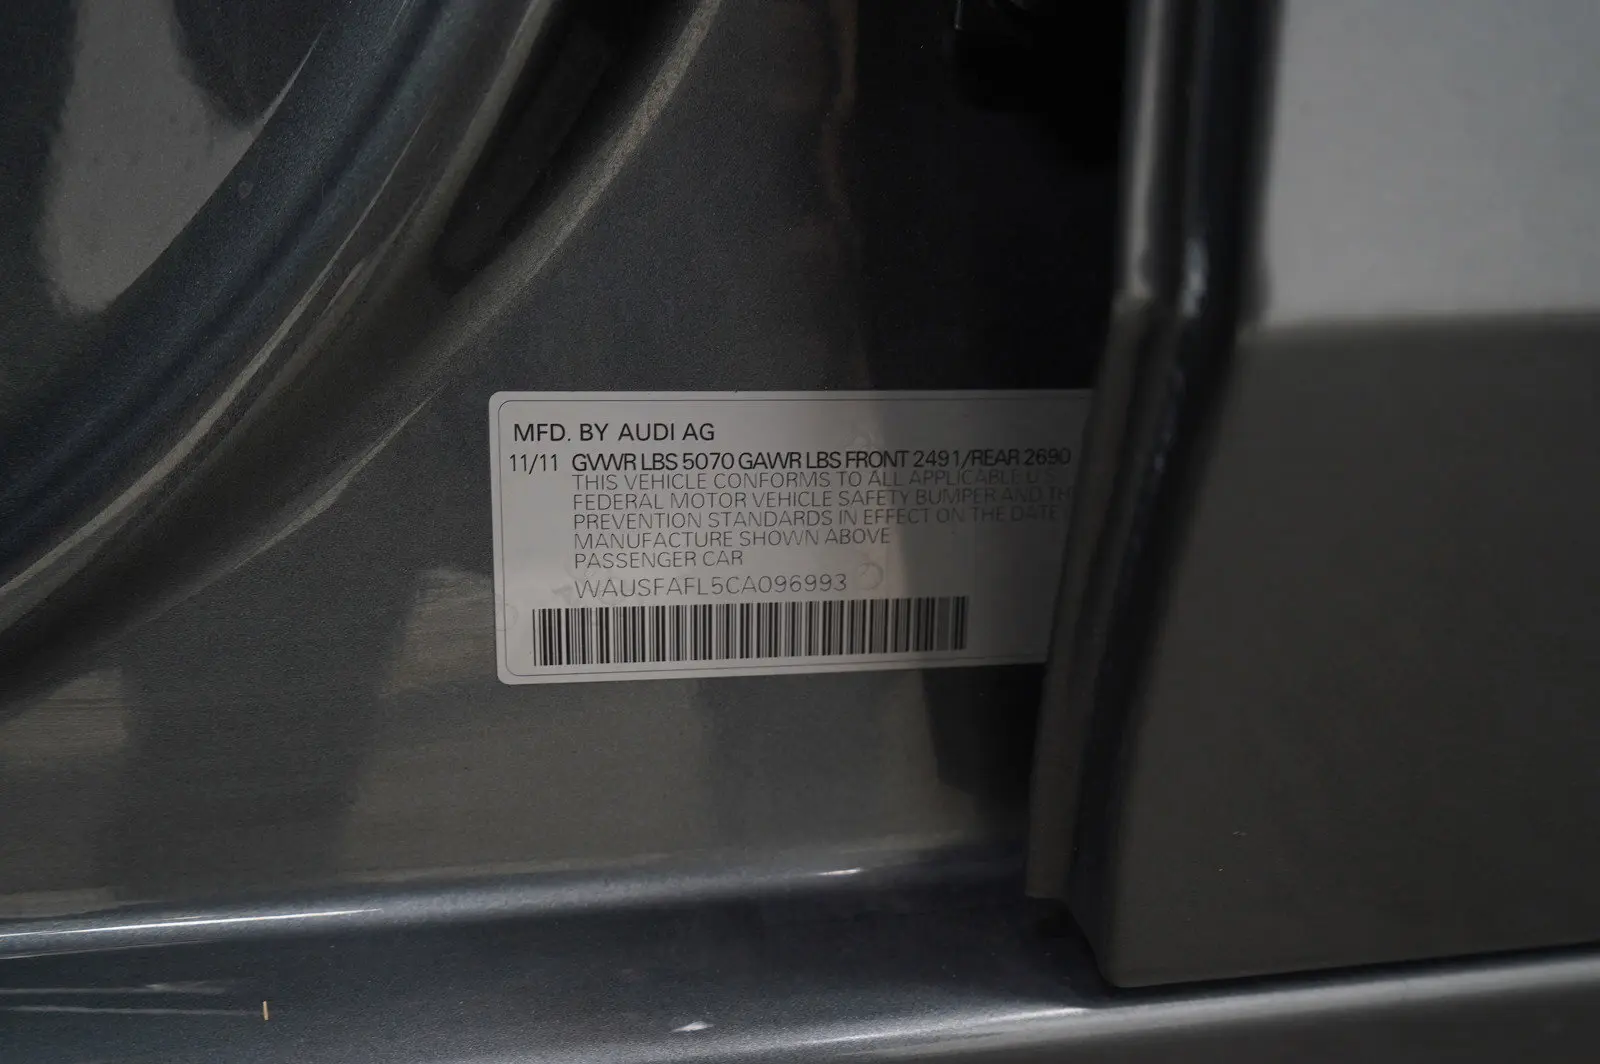 MFD. BY AUDI AG
11/11 GVWR LBS 5070 GAWR LBS FRONT 2491/REAR 2690
THIS VEHICLE CONFORMS TO ALL APPLICABLE U.S.
FEDERAL MOTOR VEHICLE SAFETY BUMPER AND
PREVENTION STANDARDS IN EFFECT ON THE DATE
MANUFACTURE SHOWN ABOVE
PASSENGER CAR
WAUSFAFL5CA096993